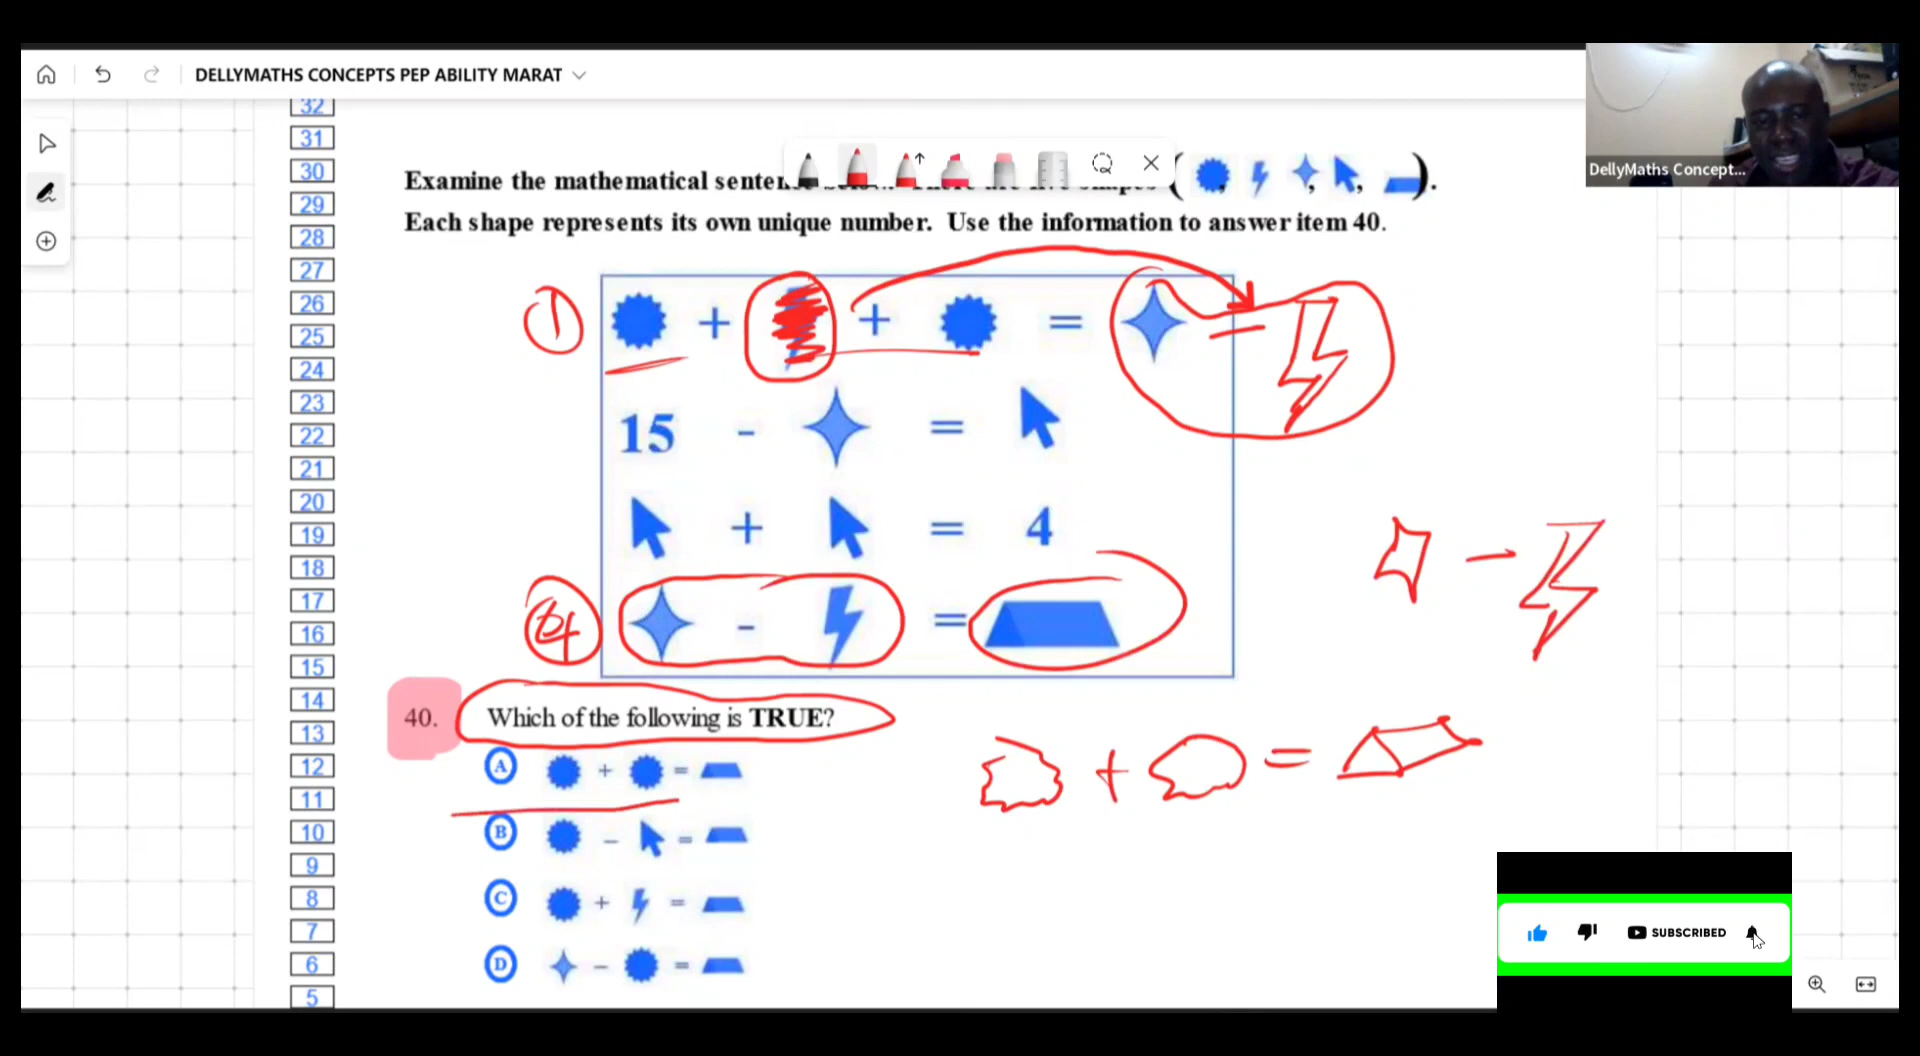 DELLYMATHS CONCEPTS PEP ABILITY MARAT
DellyMaths Concept...
32
31
30
29
28
27
26
25
24
23
22
21
20
19
18
17
16
15
14
13
12
11
10
9
8
7
6
5
Examine the mathematical
Each shape represents its own unique number. Use the information to answer item 40.
1
+ + = =
15 - =
+ = 4
4 - =
-
40. Which of the following is TRUE?
A + =
B - =
C + =
D - =
+ =
SUBSCRIBED